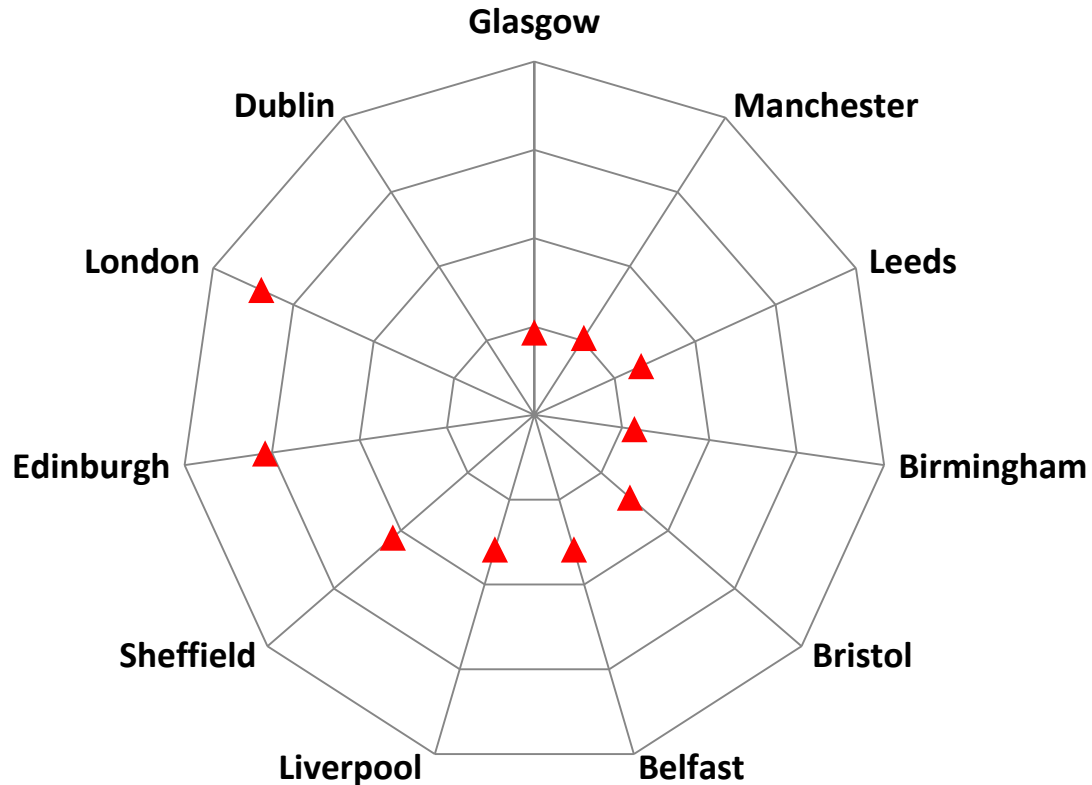 Glasgow
Dublin
Manchester
London
Leeds
Edinburgh
Birmingham
Sheffield
Bristol
Liverpool
Belfast